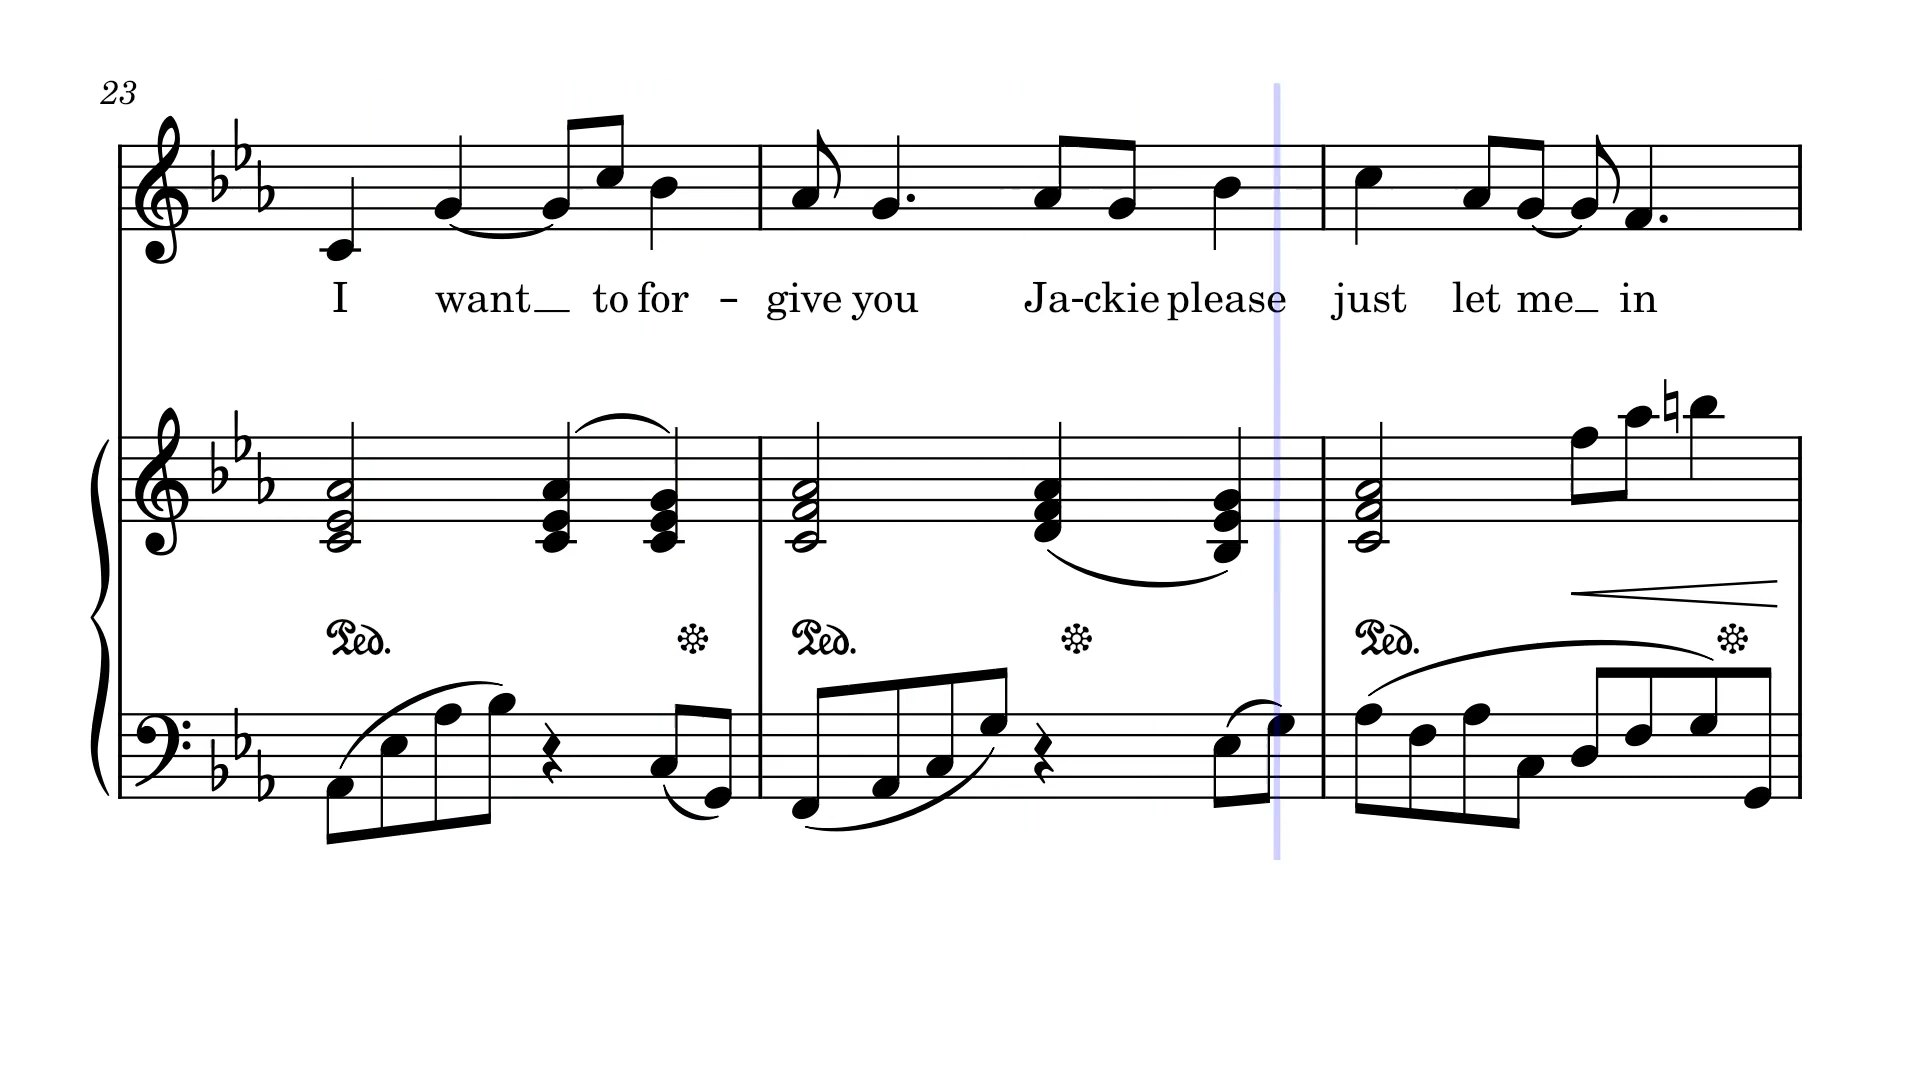 23
I want to for - give you Ja-ckie please just let me in
Ped. Ped. Ped.